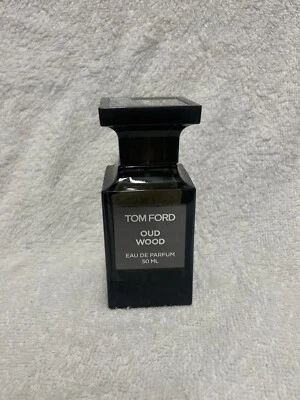 TOM FORD
OUD
WOOD
EAU DE PARFUM
50 ML